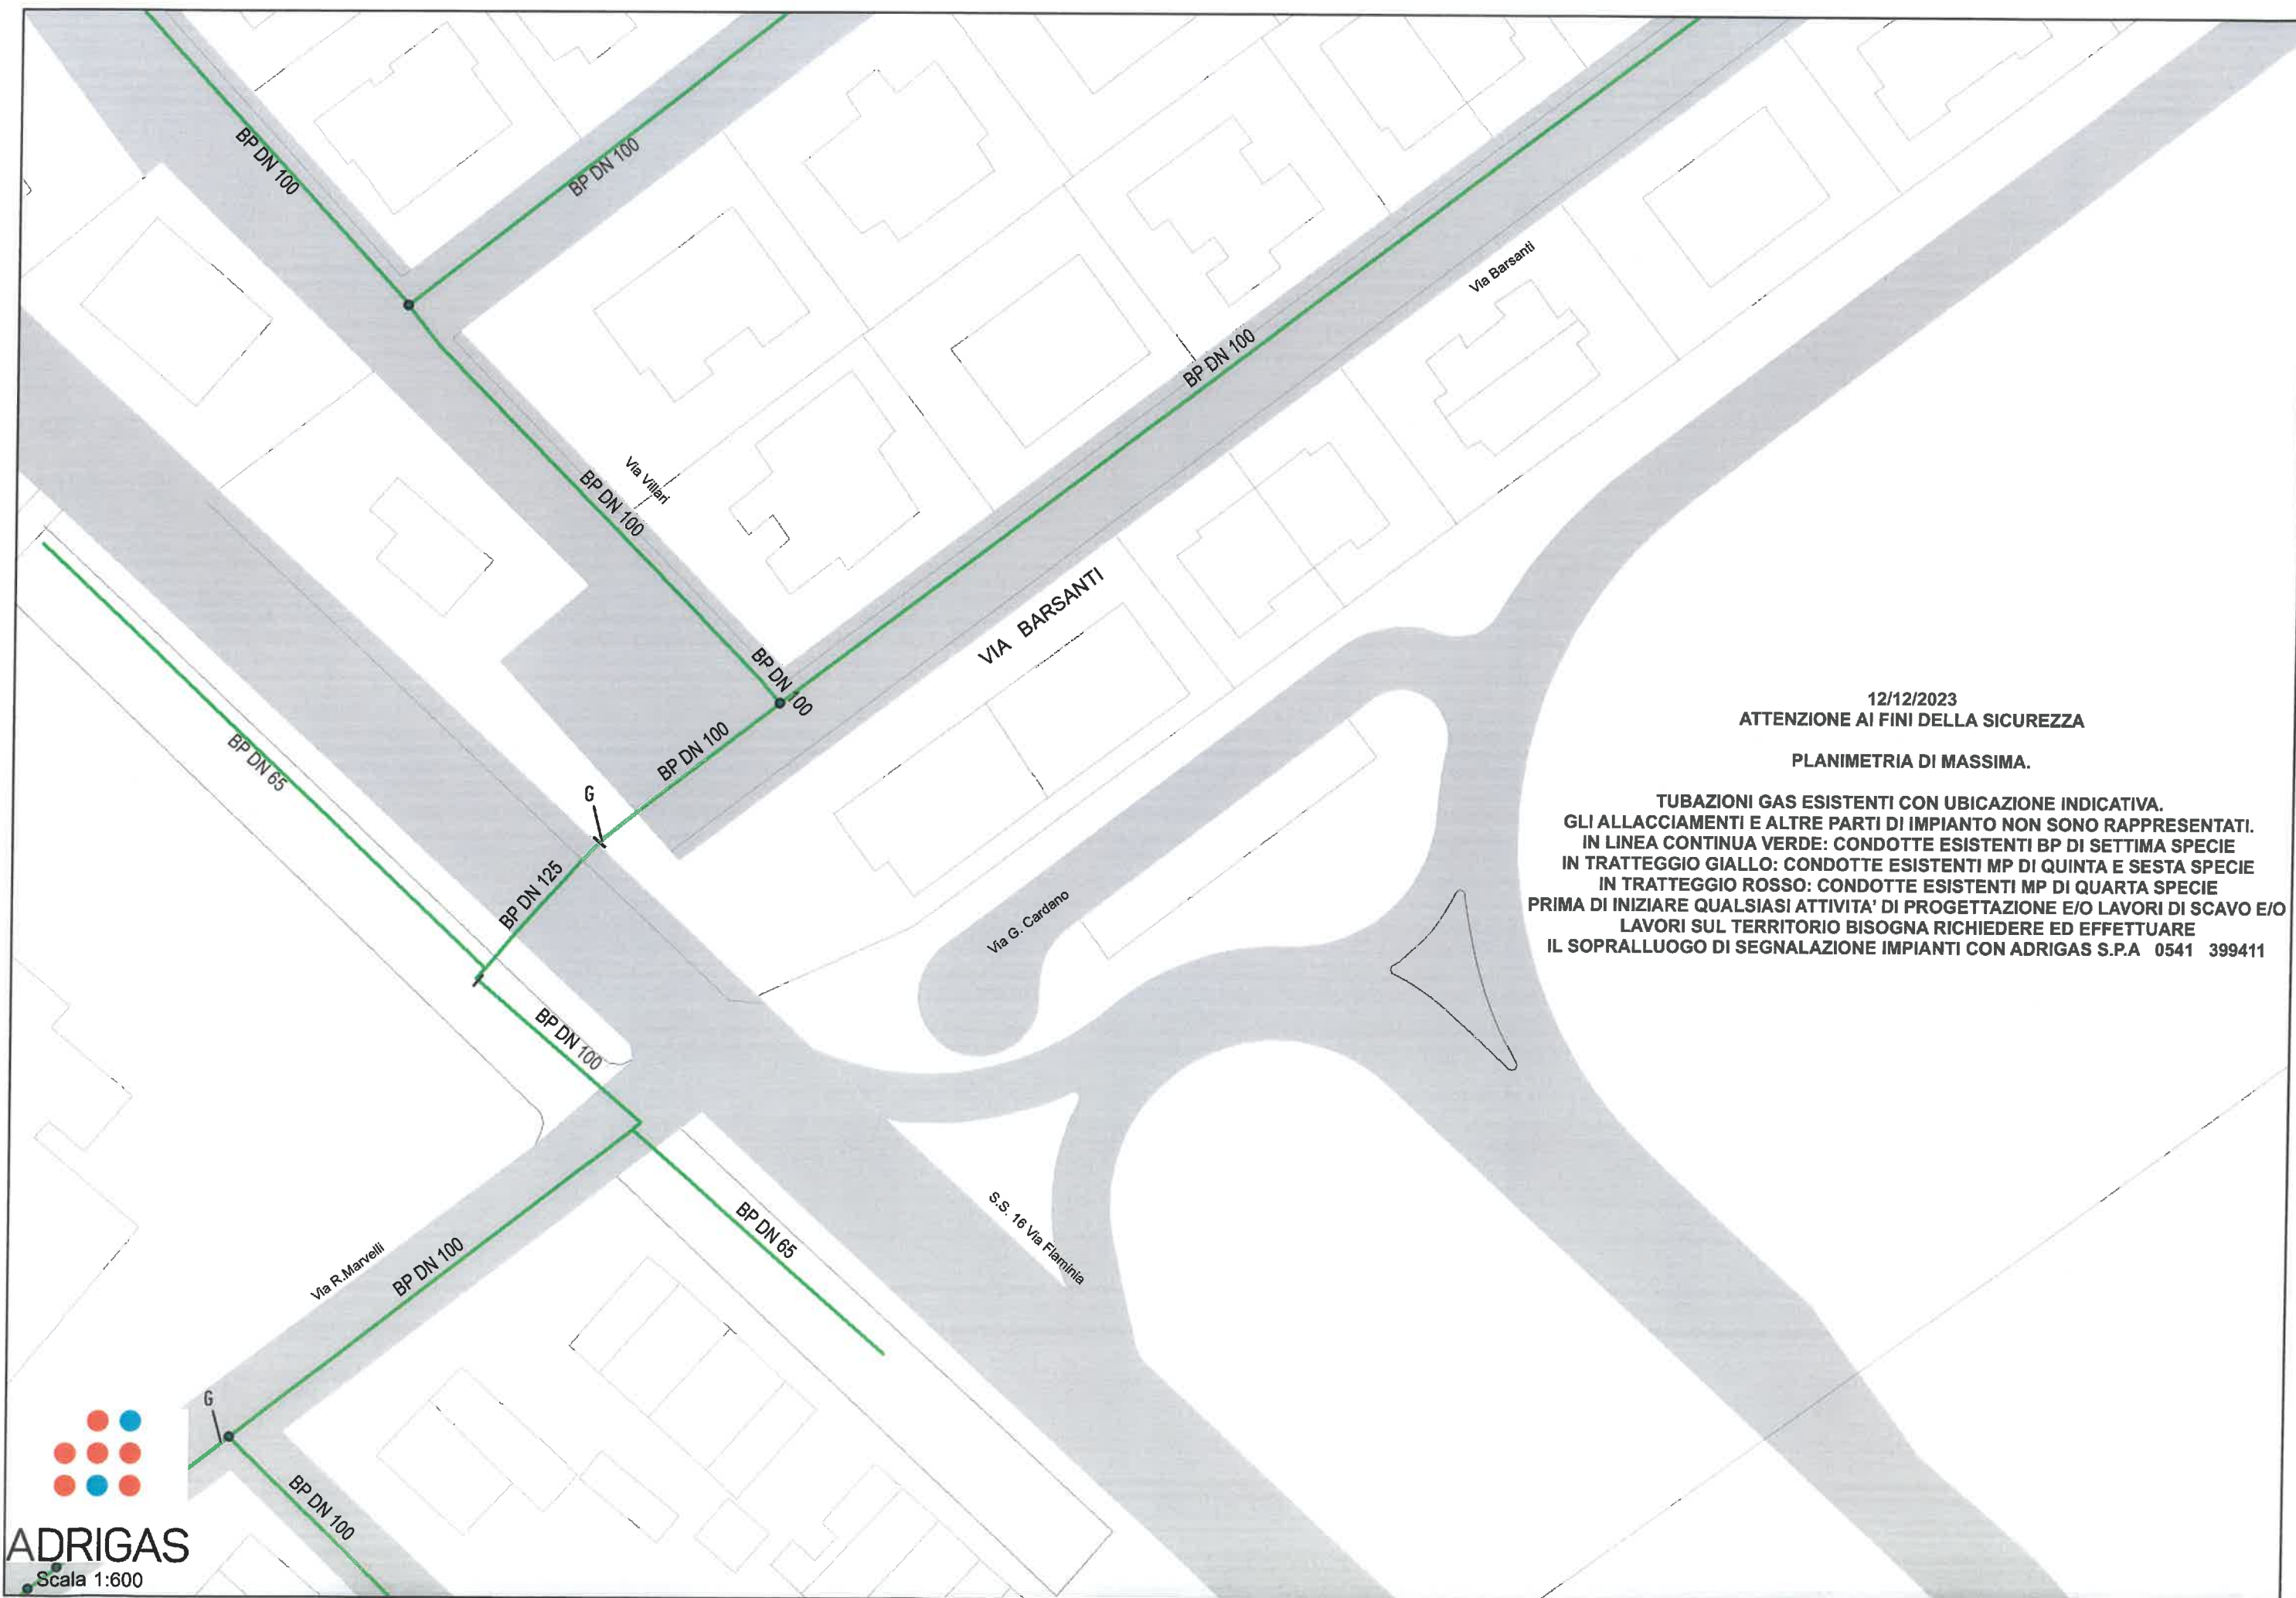 BP DN 100
BP DN 100
Via Barsanti
BP DN 100
Via Villari
BP DN 100
VIA BARSANTI
BP DN 100
BP DN 100
BP DN 65
G
BP DN 125
Via G. Cardano
BP DN 100
12/12/2023
ATTENZIONE AI FINI DELLA SICUREZZA
PLANIMETRIA DI MASSIMA.
TUBAZIONI GAS ESISTENTI CON UBICAZIONE INDICATIVA.
GLI ALLACCIAMENTI E ALTRE PARTI DI IMPIANTO NON SONO RAPPRESENTATI.
IN LINEA CONTINUA VERDE: CONDOTTE ESISTENTI BP DI SETTIMA SPECIE
IN TRATTEGGIO GIALLO: CONDOTTE ESISTENTI MP DI QUINTA E SESTA SPECIE
IN TRATTEGGIO ROSSO: CONDOTTE ESISTENTI MP DI QUARTA SPECIE
PRIMA DI INIZIARE QUALSIASI ATTIVITA' DI PROGETTAZIONE E/O LAVORI DI SCAVO E/O
LAVORI SUL TERRITORIO BISOGNA RICHIEDERE ED EFFETTUARE
IL SOPRALLUOGO DI SEGNALAZIONE IMPIANTI CON ADRIGAS S.P.A 0541 399411
S.S. 16 Via Flaminia
BP DN 65
Via R.Marvelli
BP DN 100
G
BP DN 100
ADRIGAS
Scala 1:600